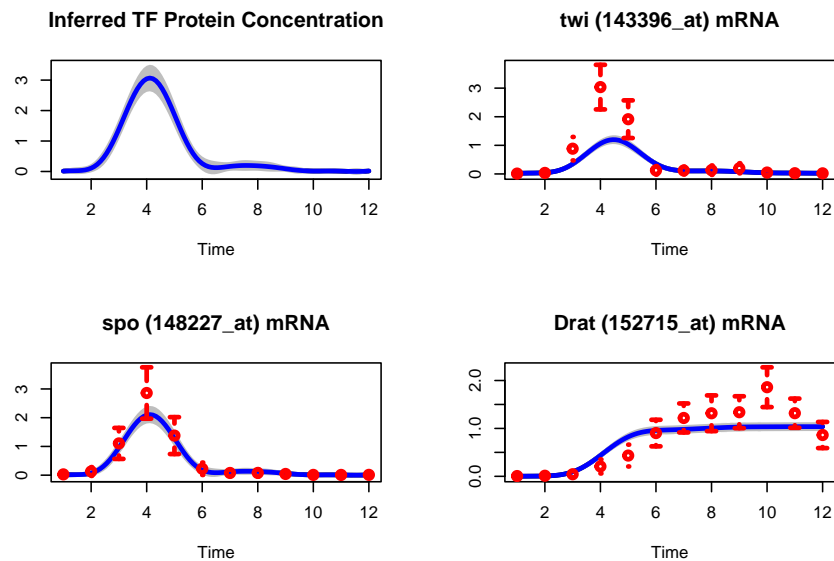 Inferred TF Protein Concentration
3
2
1
0
2 4 6 8 10 12
Time
twi (143396_at) mRNA
3
2
1
0
2 4 6 8 10 12
Time
spo (148227_at) mRNA
3
2
1
0
2 4 6 8 10 12
Time
Drat (152715_at) mRNA
2.0
1.0
0.0
2 4 6 8 10 12
Time